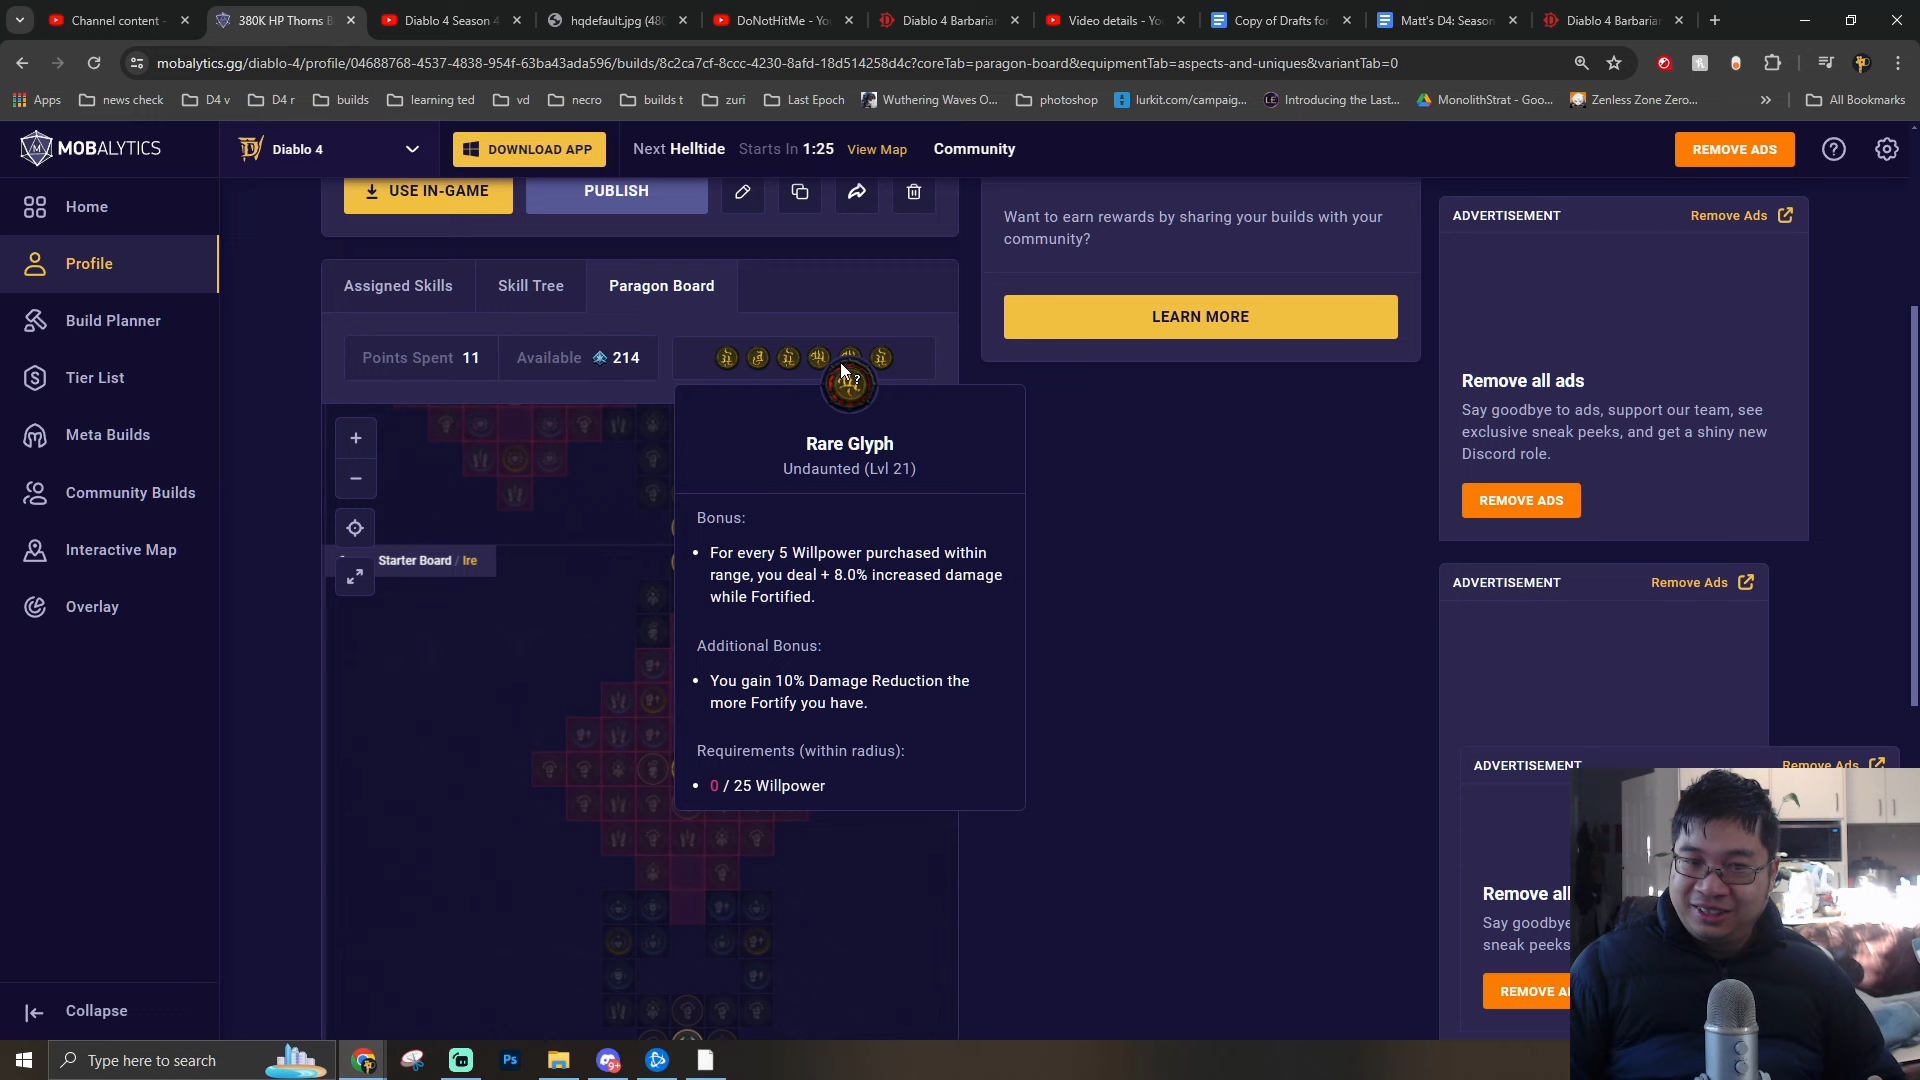 Channel content -
380K HP Thorns B
Diablo 4 Season 4
hqdefault.jpg (48
DoNotHitMe - Yo
Diablo 4 Barbaria
Video details - Yo
Copy of Drafts for
Matt's D4: Season
Diablo 4 Barbaria
mobalytics.gg/diablo-4/profile/04688768-4537-4838-954f-63ba43ada596/builds/8c2ca7cf-8ccc-4230-8afd-18d514258d4c?coreTab=paragon-board&equipmentTab=aspects-and-uniques&variantTab=0
Apps
news check
D4 v
D4 r
builds
learning ted
vd
necro
builds t
zuri
Last Epoch
Wuthering Waves O...
photoshop
lurkit.com/campaig...
Introducing the Last...
MonolithStrat - Goo...
Zenless Zone Zero...
All Bookmarks
MOBALYTICS
Diablo 4
DOWNLOAD APP
Next Helltide Starts In 1:25 View Map
Community
REMOVE ADS
Home
Profile
Build Planner
Tier List
Meta Builds
Community Builds
Interactive Map
Overlay
Collapse
USE IN-GAME
PUBLISH
Assigned Skills
Skill Tree
Paragon Board
Points Spent 11
Available 214
Starter Board / Ire
Rare Glyph
Undaunted (Lvl 21)
Bonus:
• For every 5 Willpower purchased within
range, you deal + 8.0% increased damage
while Fortified.
Additional Bonus:
• You gain 10% Damage Reduction the
more Fortify you have.
Requirements (within radius):
• 0 / 25 Willpower
Want to earn rewards by sharing your builds with your
community?
LEARN MORE
ADVERTISEMENT
Remove Ads
Remove all ads
Say goodbye to ads, support our team, see
exclusive sneak peeks, and get a shiny new
Discord role.
REMOVE ADS
ADVERTISEMENT
Remove Ads
ADVERTISEMENT
Remove Ads
Remove all
Say goodbye
sneak peeks
REMOVE A
Type here to search
Ps
9+